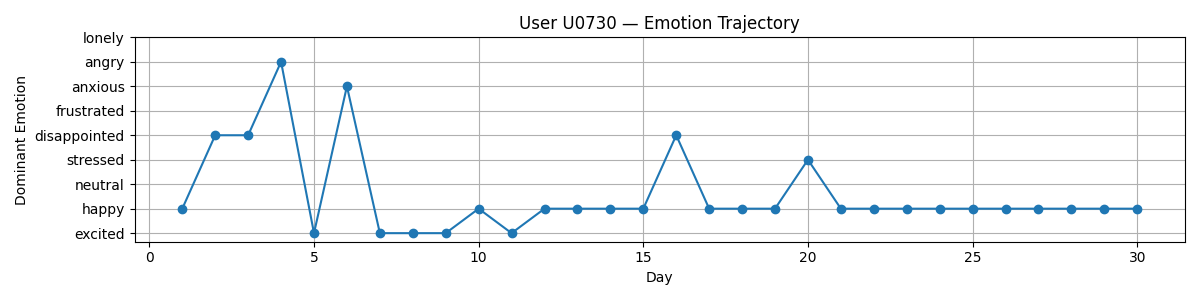 User U0730 — Emotion Trajectory
Dominant Emotion
lonely
angry
anxious
frustrated
disappointed
stressed
neutral
happy
excited
0 5 10 15 20 25 30
Day